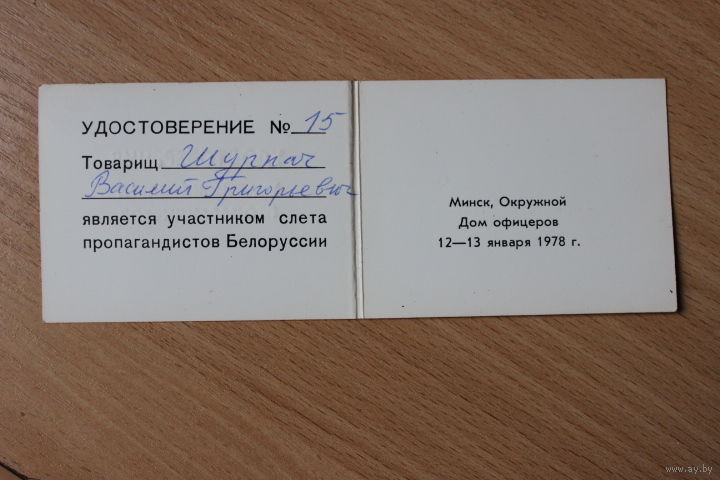 УДОСТОВЕРЕНИЕ № 15
Товарищ Шурпач
Василий Григорьевич
является участником слета
пропагандистов Белоруссии
Минск, Окружной
Дом офицеров
12—13 января 1978 г.
www.ay.by